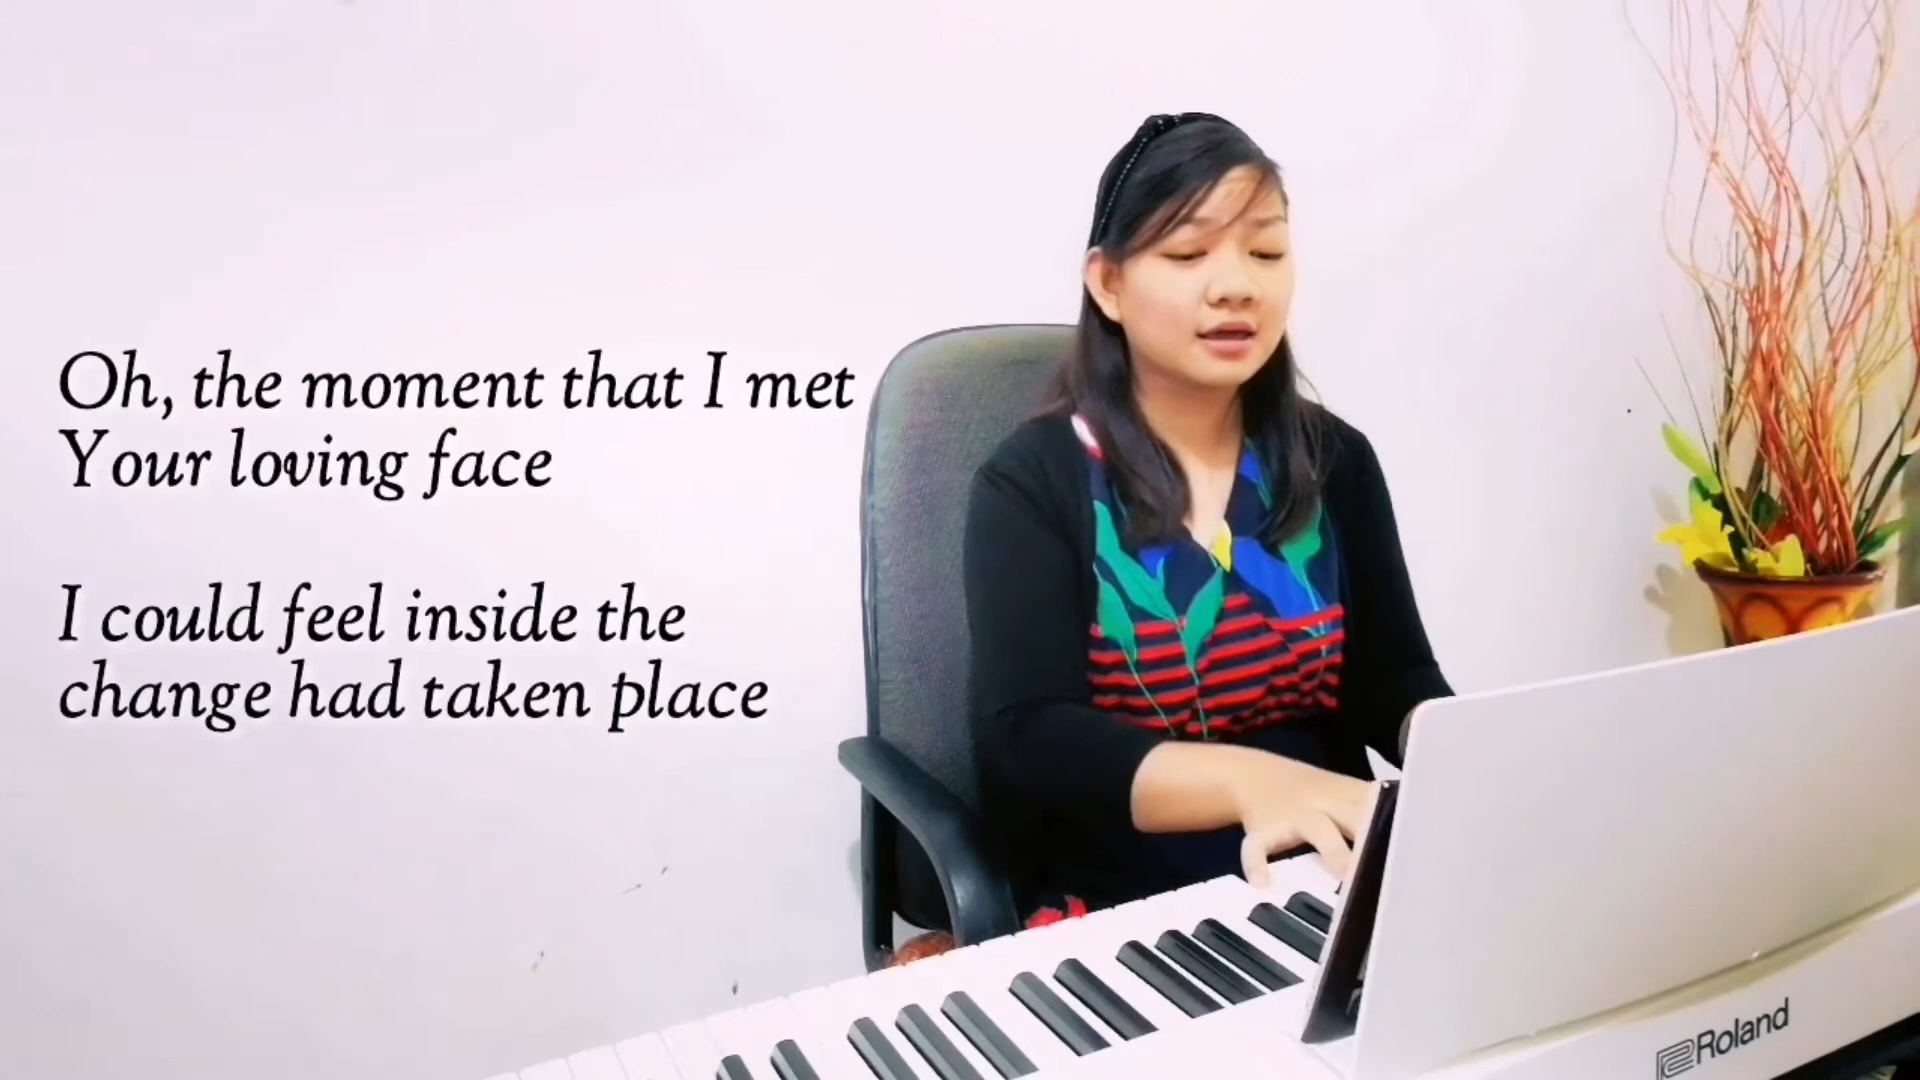 Oh, the moment that I met
Your loving face
I could feel inside the
change had taken place
Roland